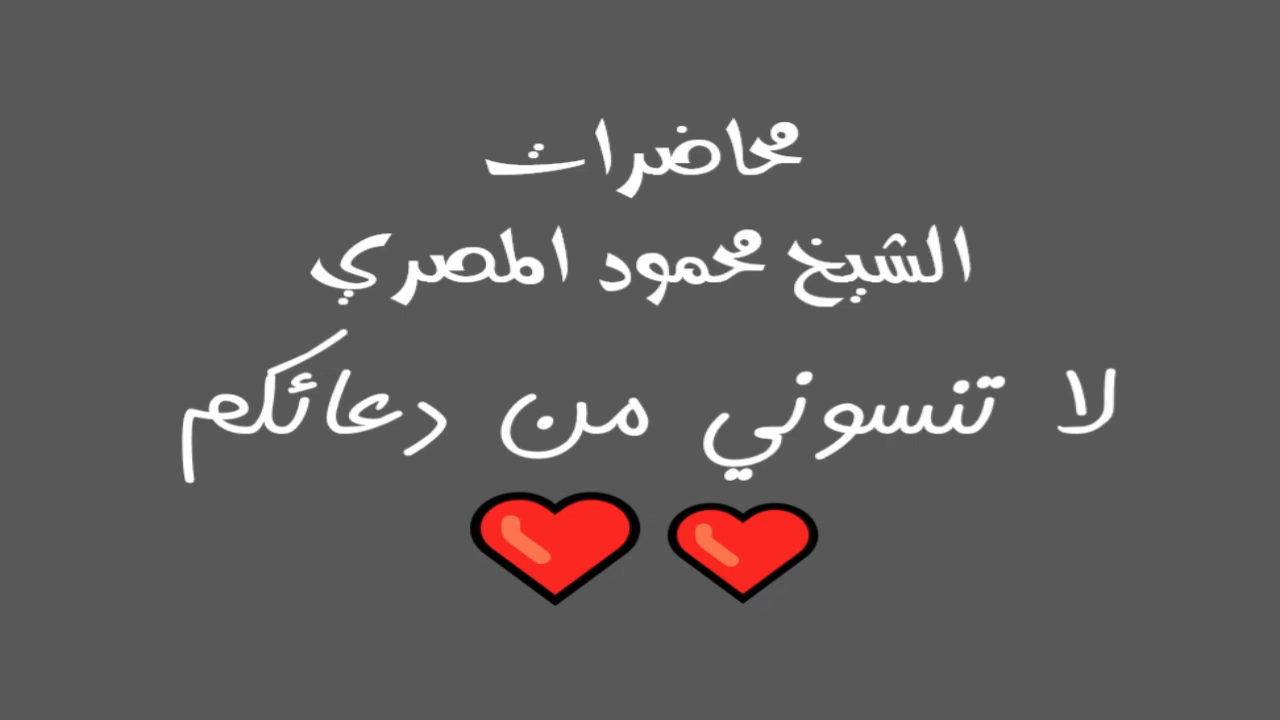 محاضرات
الشيخ محمود المصري
لا تنسوني من دعائكم